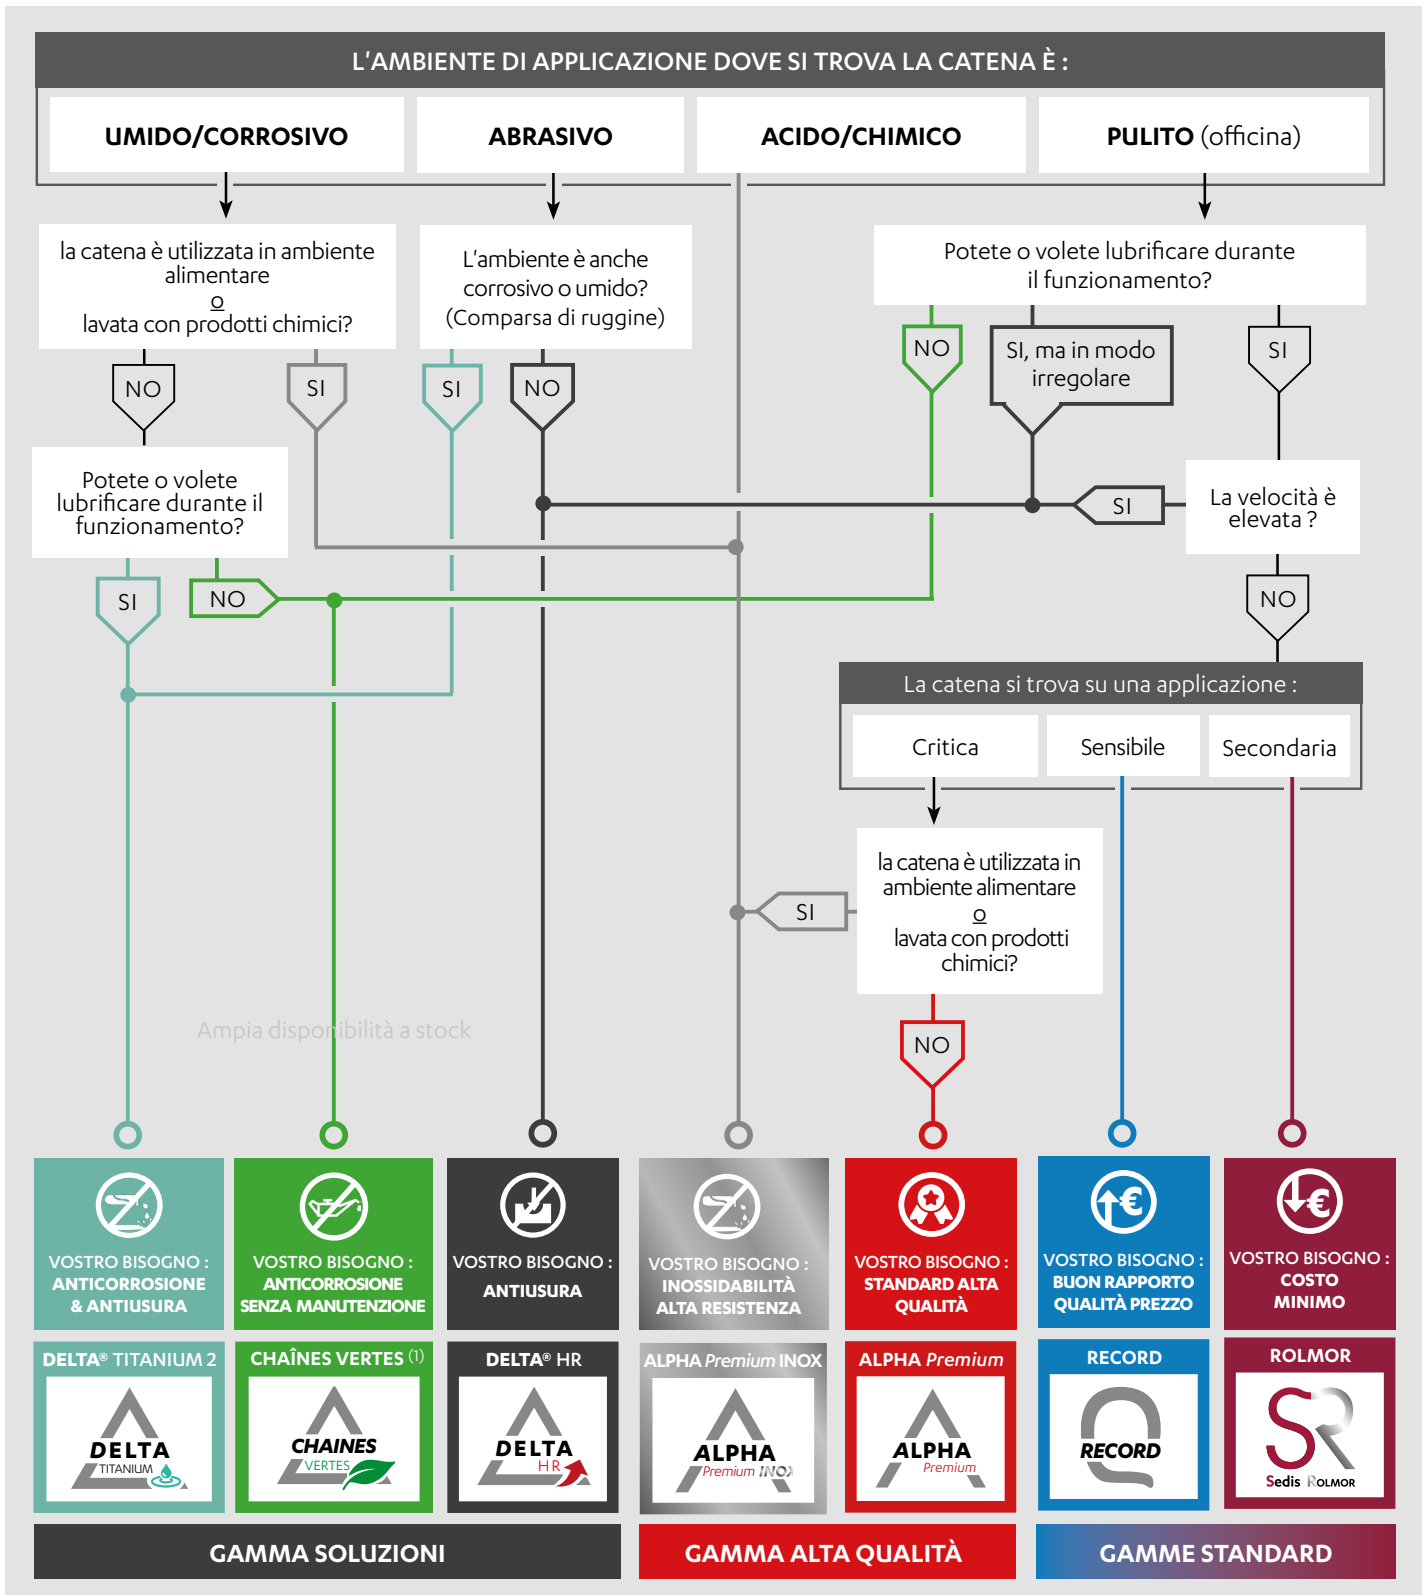 L'AMBIENTE DI APPLICAZIONE DOVE SI TROVA LA CATENA È :
UMIDO/CORROSIVO
ABRASIVO
ACIDO/CHIMICO
PULITO (officina)
la catena è utilizzata in ambiente
alimentare
o
lavata con prodotti chimici?
L'ambiente è anche
corrosivo o umido?
(Comparsa di ruggine)
Potete o volete lubrificare durante
il funzionamento?
NO
SI
SI
NO
NO
SI, ma in modo
irregolare
SI
Potete o volete
lubrificare durante il
funzionamento?
SI
La velocità è
elevata ?
SI
NO
NO
La catena si trova su una applicazione :
Critica
Sensibile
Secondaria
la catena è utilizzata in
ambiente alimentare
o
lavata con prodotti
chimici?
SI
Ampia disponibilità a stock
NO
VOSTRO BISOGNO :
ANTICORROSIONE
& ANTIUSURA
VOSTRO BISOGNO :
ANTICORROSIONE
SENZA MANUTENZIONE
VOSTRO BISOGNO :
ANTIUSURA
VOSTRO BISOGNO :
INOSSIDABILITÀ
ALTA RESISTENZA
VOSTRO BISOGNO :
STANDARD ALTA
QUALITÀ
€
VOSTRO BISOGNO :
BUON RAPPORTO
QUALITÀ PREZZO
€
VOSTRO BISOGNO :
COSTO
MINIMO
DELTA® TITANIUM 2
DELTA
TITANIUM
CHAÎNES VERTES (1)
CHAINES
VERTES
DELTA® HR
DELTA
HR
ALPHA Premium INOX
ALPHA
Premium INOX
ALPHA Premium
ALPHA
Premium
RECORD
RECORD
ROLMOR
SR
Sedis ROLMOR
GAMMA SOLUZIONI
GAMMA ALTA QUALITÀ
GAMME STANDARD